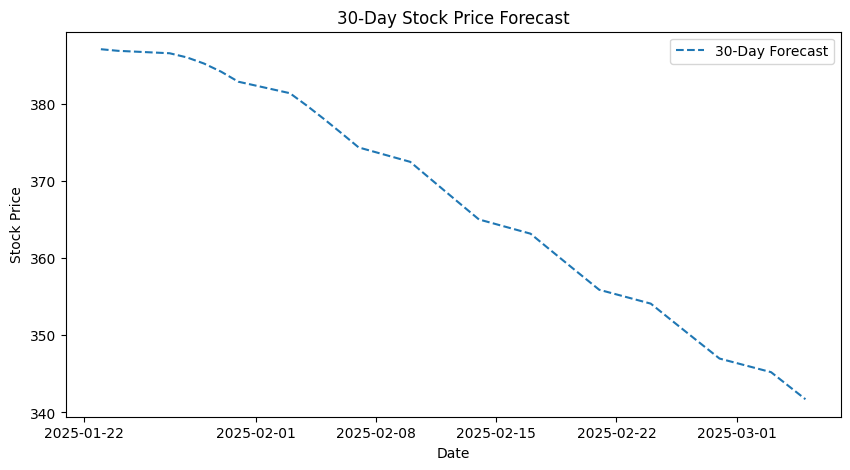 30-Day Stock Price Forecast
30-Day Forecast
Stock Price
380
370
360
350
340
2025-01-22 2025-02-01 2025-02-08 2025-02-15 2025-02-22 2025-03-01
Date